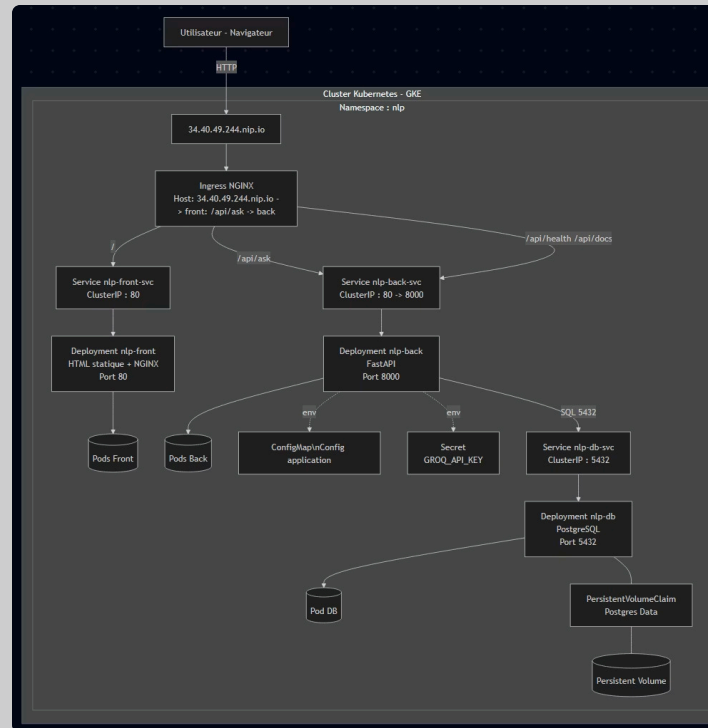 Utilisateur - Navigateur
HTTP
Cluster Kubernetes - GKE
Namespace : nlp
34.40.49.244.nip.io
Ingress NGINX
Host: 34.40.49.244.nip.io -
> front: /api/ask -> back
/
/api/ask
/api/health /api/docs
Service nlp-front-svc
ClusterIP : 80
Service nlp-back-svc
ClusterIP : 80 -> 8000
Deployment nlp-front
HTML statique + NGINX
Port 80
Deployment nlp-back
FastAPI
Port 8000
env
env
SQL 5432
Pods Front
Pods Back
ConfigMap\nConfig
application
Secret
GROQ_API_KEY
Service nlp-db-svc
ClusterIP : 5432
Deployment nlp-db
PostgreSQL
Port 5432
Pod DB
PersistentVolumeClaim
Postgres Data
Persistent Volume